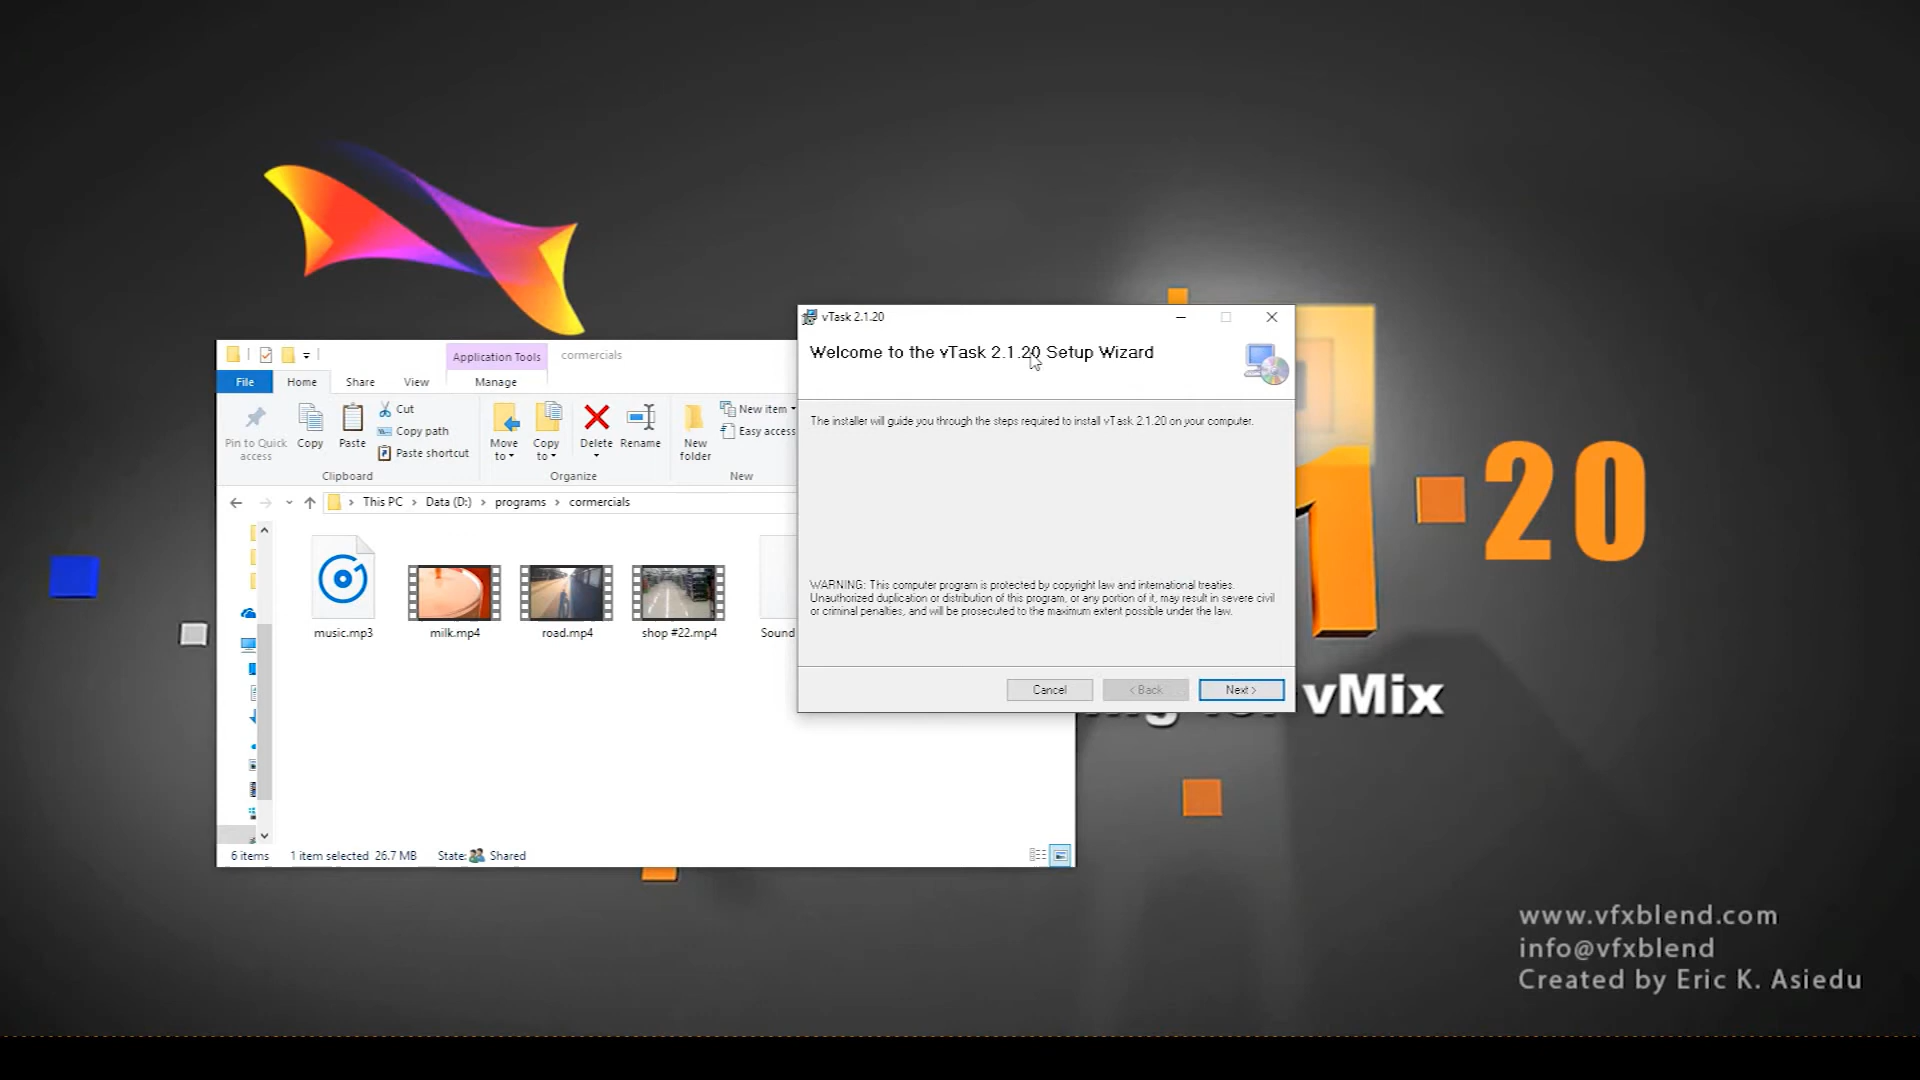 cormercials
Application Tools
File
Home
Share
View
Manage
Pin to Quick
access
Copy
Paste
Cut
Copy path
Paste shortcut
Clipboard
Move
to
Copy
to
Delete
Rename
Organize
New
folder
New item
Easy access
New
This PC > Data (D:) > programs > cormercials
music.mp3
milk.mp4
road.mp4
shop #22.mp4
Sound
6 items
1 item selected 26.7 MB
State:
Shared
vTask 2.1.20
Welcome to the vTask 2.1.20 Setup Wizard
The installer will guide you through the steps required to install vTask 2.1.20 on your computer.
WARNING: This computer program is protected by copyright law and international treaties.
Unauthorized duplication or distribution of this program, or any portion of it, may result in severe civil
or criminal penalties, and will be prosecuted to the maximum extent possible under the law.
Cancel
< Back
Next >
20
vMix
www.vfxblend.com
info@vfxblend
Created by Eric K. Asiedu